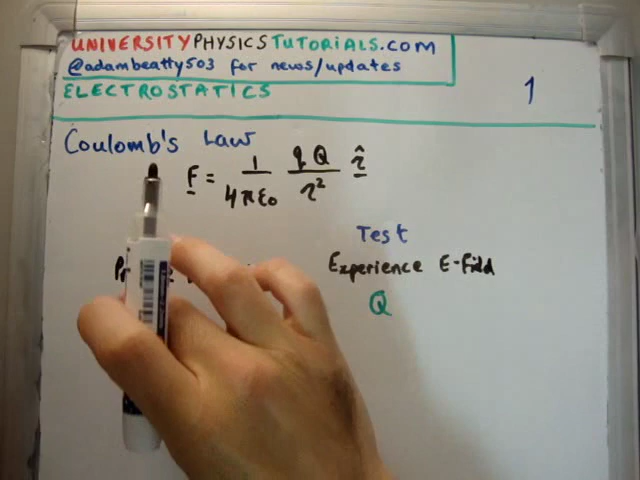 UNIVERSITYPHYSICSTUTORIALS.COM
@adambeatty503 for news/updates
ELECTROSTATICS
1
Coulomb's Law
F = 1/4πε₀ qQ/r² r̂
Test
Experience E-Field
Q